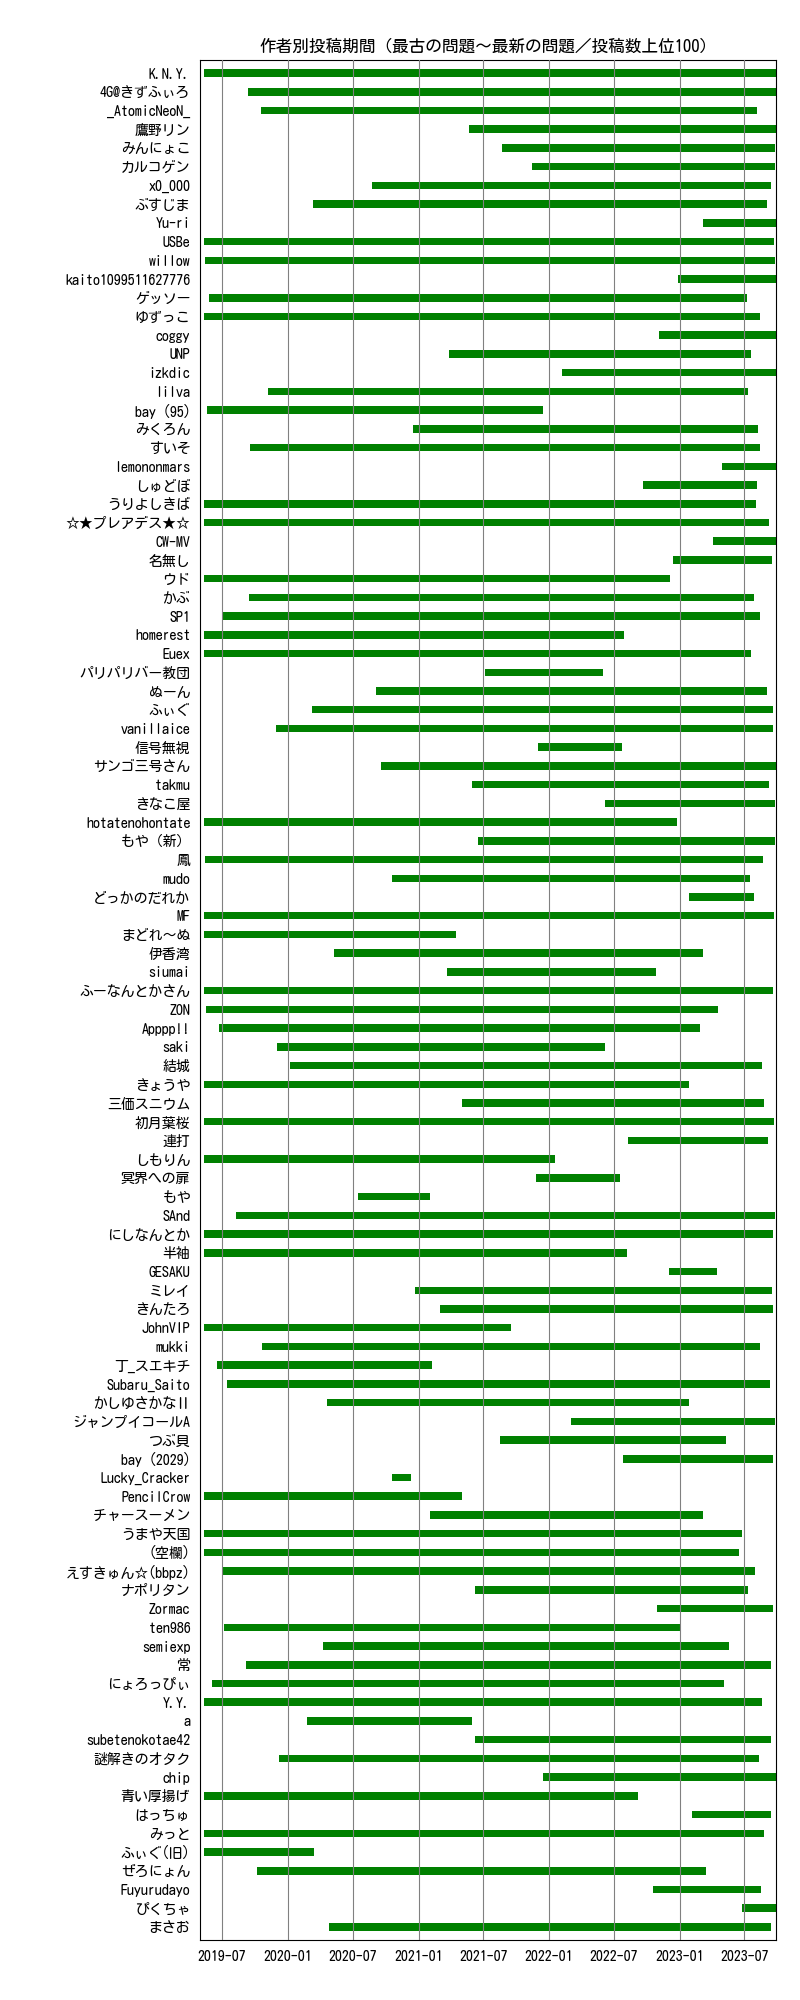 作者別投稿期間（最古の問題～最新の問題／投稿数上位100）
K.N.Y.
4G@きずふぃろ
_AtomicNeoN_
鷹野リン
みんにょこ
カルコゲン
x0_000
ぶすじま
Yu-ri
USBe
willow
kaito1099511627776
ゲッソー
ゆずっこ
coggy
UNP
izkdic
lilva
bay (95)
みくろん
すいそ
lemononmars
しゅどぼ
うりよしきば
☆★プレアデス★☆
CW-MV
名無し
ウド
かぶ
SP1
homerest
Euex
パリパリバー教団
ぬーん
ふぃぐ
vanillaice
信号無視
サンゴ三号さん
takmu
きなこ屋
hotatenohontate
もや（新）
鳳
mudo
どっかのだれか
MF
まどれ～ぬ
伊香湾
siumai
ふーなんとかさん
ZON
Appppll
saki
結城
きょうや
三価スニウム
初月葉桜
連打
しもりん
冥界への扉
もや
SAnd
にしなんとか
半袖
GESAKU
ミレイ
きんたろ
JohnVIP
mukki
丁_スエキチ
Subaru_Saito
かしゆさかなII
ジャンプイコールA
つぶ貝
bay (2029)
Lucky_Cracker
PencilCrow
チャースーメン
うまや天国
(空欄)
えすきゅん☆(bbpz)
ナポリタン
Zormac
ten986
semiexp
常
にょろっぴぃ
Y.Y.
a
subetenokotae42
謎解きのオタク
chip
青い厚揚げ
はっちゅ
みっと
ふぃぐ(旧)
ぜろにょん
Fuyurudayo
ぴくちゃ
まさお
2019-07 2020-01 2020-07 2021-01 2021-07 2022-01 2022-07 2023-01 2023-07